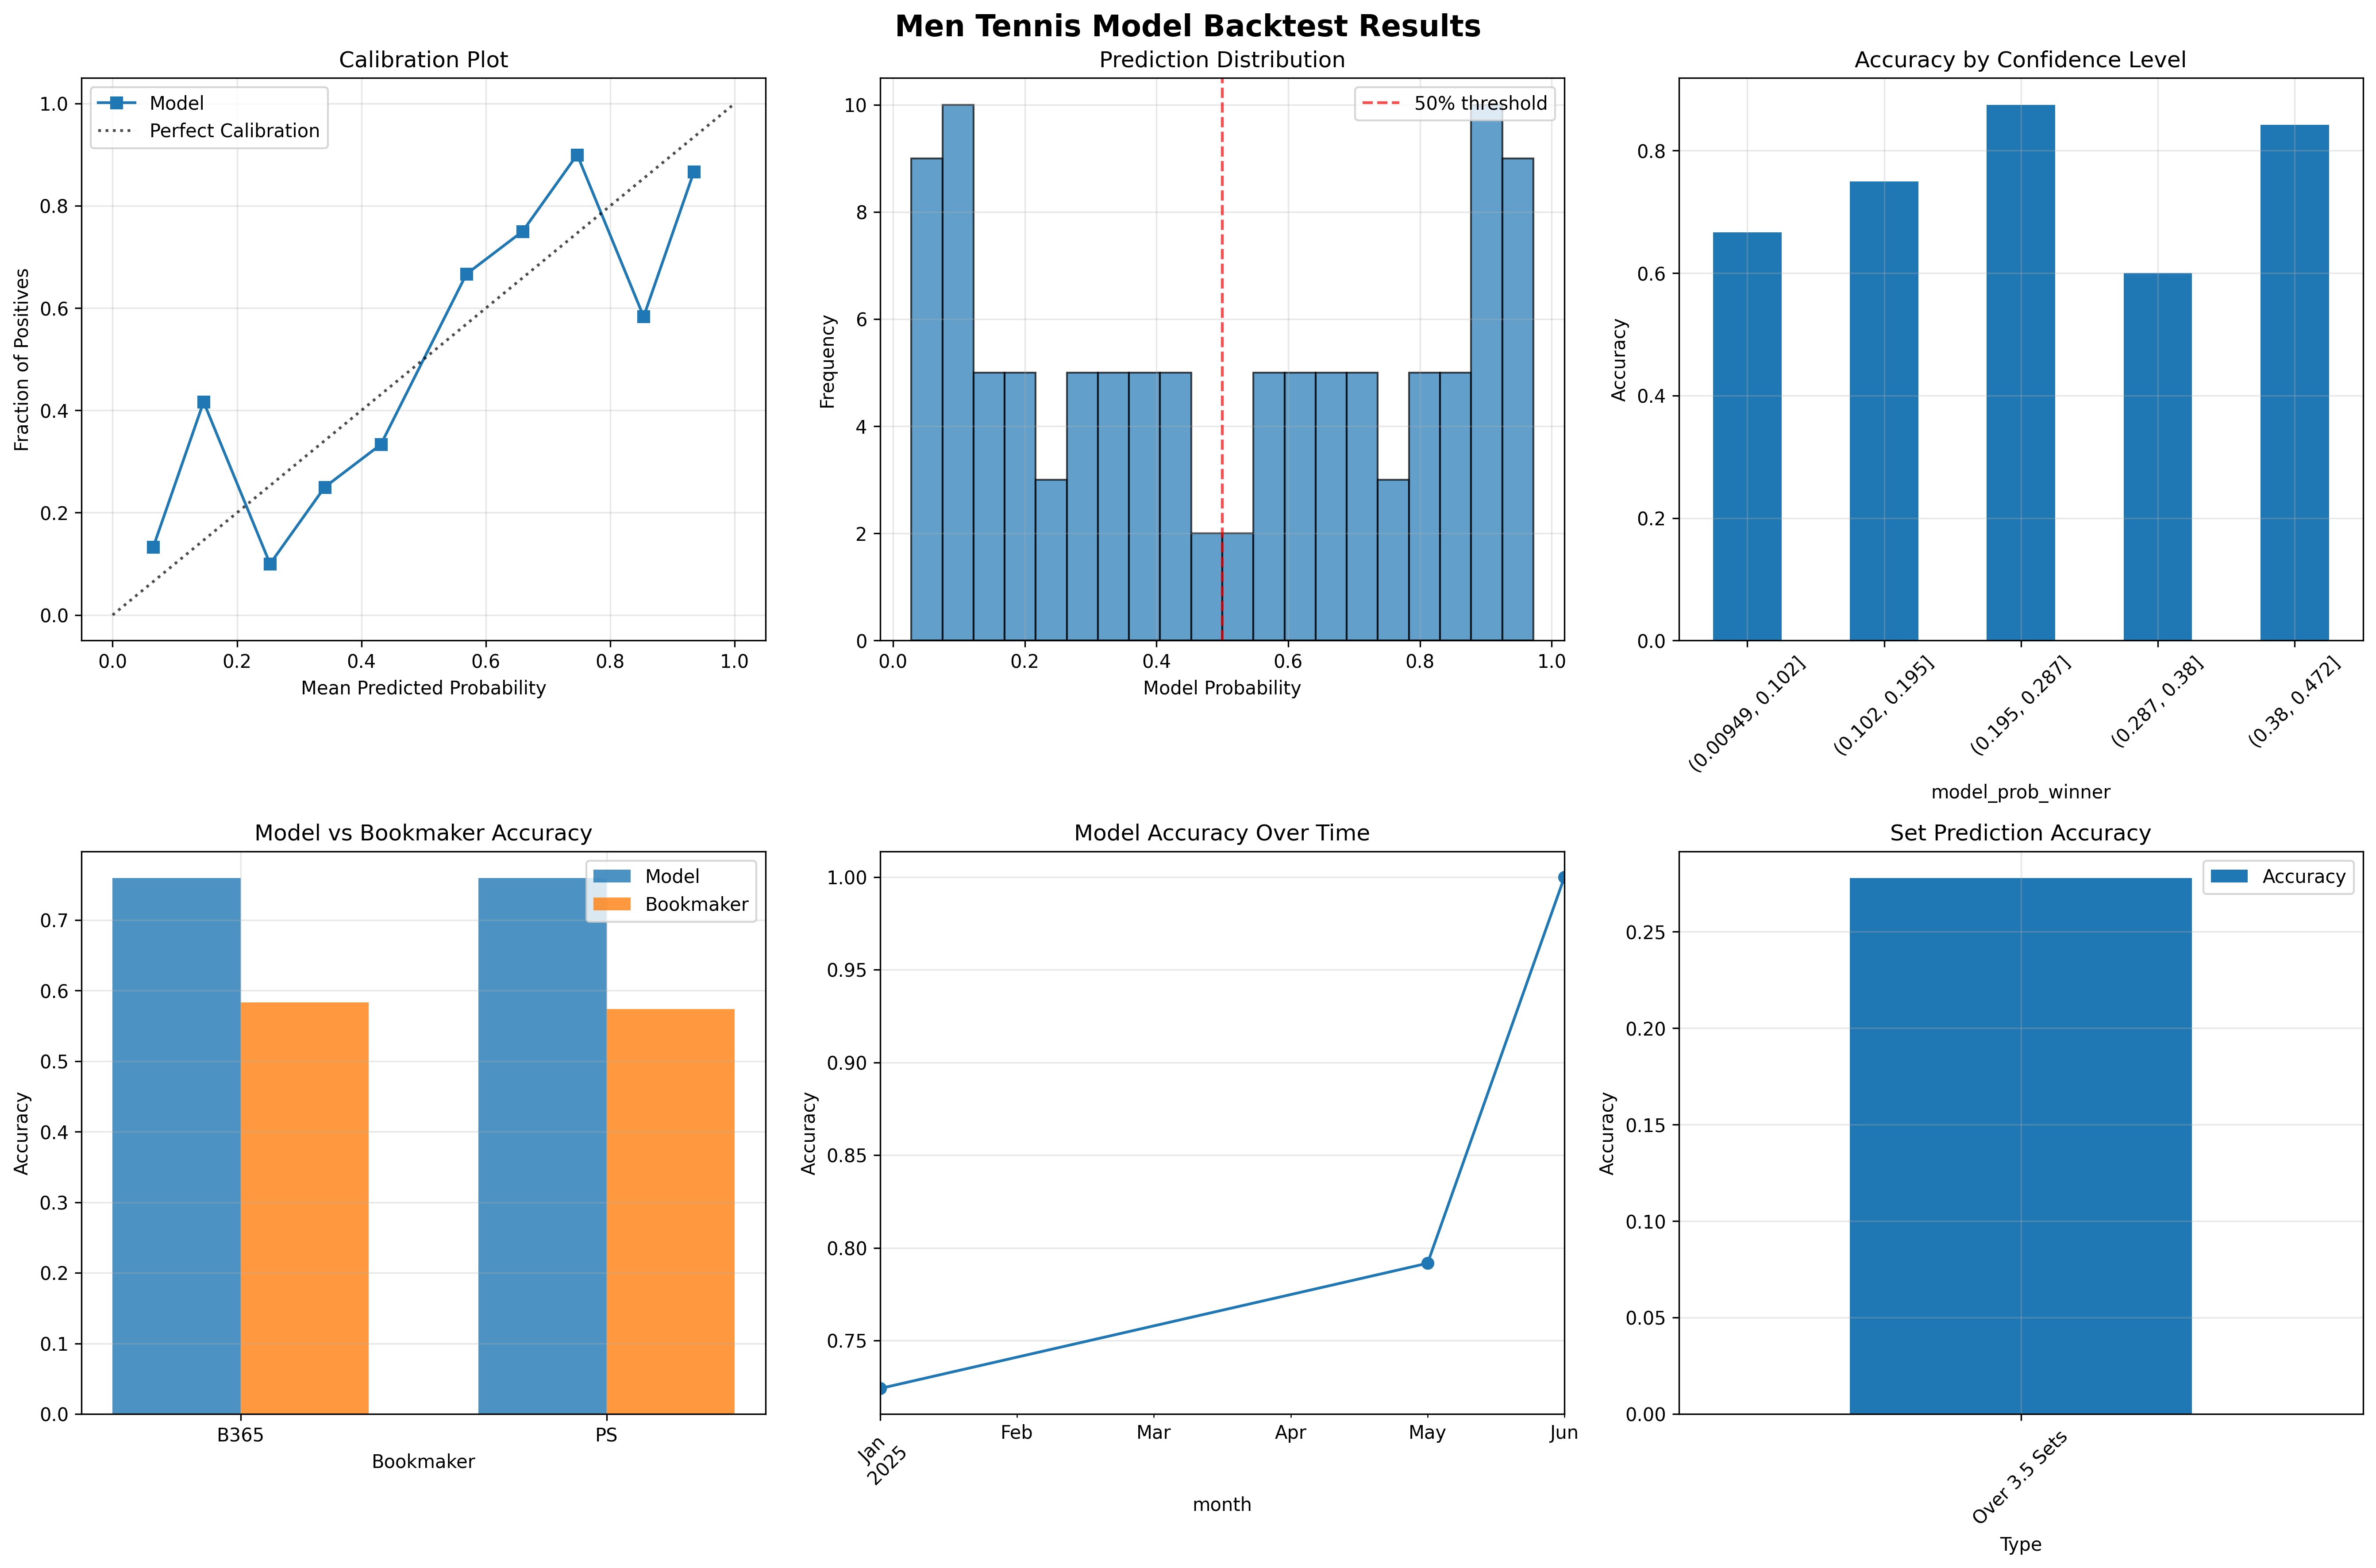 Men Tennis Model Backtest Results
Calibration Plot
Model
Perfect Calibration
Fraction of Positives
1.0
0.8
0.6
0.4
0.2
0.0
0.0 0.2 0.4 0.6 0.8 1.0
Mean Predicted Probability
Prediction Distribution
50% threshold
Frequency
10
8
6
4
2
0
0.0 0.2 0.4 0.6 0.8 1.0
Model Probability
Accuracy by Confidence Level
Accuracy
0.8
0.6
0.4
0.2
0.0
(0.00949, 0.102]
(0.102, 0.195]
(0.195, 0.287]
(0.287, 0.38]
(0.38, 0.472]
model_prob_winner
Model vs Bookmaker Accuracy
Model
Bookmaker
Accuracy
0.7
0.6
0.5
0.4
0.3
0.2
0.1
0.0
B365 PS
Bookmaker
Model Accuracy Over Time
Accuracy
1.00
0.95
0.90
0.85
0.80
0.75
Jan Feb Mar Apr May Jun
2025
month
Set Prediction Accuracy
Accuracy
Accuracy
0.25
0.20
0.15
0.10
0.05
0.00
Over 3.5 Sets
Type